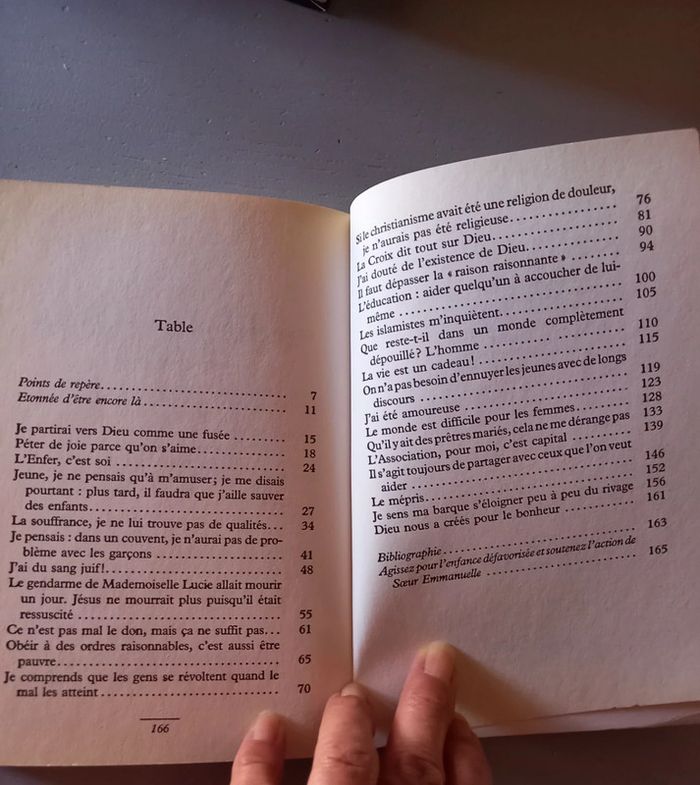 Table
Points de repère........................ 7
Etonnée d'être encore là.................... 11
Je partirai vers Dieu comme une fusée ........... 15
Péter de joie parce qu'on s'aime................ 18
L'Enfer, c'est soi ........................ 24
Jeune, je ne pensais qu'à m'amuser; je me disais
pourtant : plus tard, il faudra que j'aille sauver
des enfants............................ 27
La souffrance, je ne lui trouve pas de qualités... 34
Je pensais : dans un couvent, je n'aurai pas de pro-
blème avec les garçons .................... 41
J'ai du sang juif!........................ 48
Le gendarme de Mademoiselle Lucie allait mourir
un jour. Jésus ne mourrait plus puisqu'il était
ressuscité ............................ 55
Ce n'est pas mal le don, mais ça ne suffit pas... 61
Obéir à des ordres raisonnables, c'est aussi être
pauvre............................ 65
Je comprends que les gens se révoltent quand le
mal les atteint........................ 70
166
Si le christianisme avait été une religion de douleur,
je n'aurais pas été religieuse................ 76
La Croix dit tout sur Dieu.................... 81
J'ai douté de l'existence de Dieu................ 90
Il faut dépasser la « raison raisonnante » ........ 94
L'éducation : aider quelqu'un à accoucher de lui-
même ............................ 100
Les islamistes m'inquiètent.................... 105
Que reste-t-il dans un monde complètement
dépouillé? L'homme .................... 110
La vie est un cadeau! .................... 115
On n'a pas besoin d'ennuyer les jeunes avec de longs
discours ............................ 119
J'ai été amoureuse ........................ 123
Le monde est difficile pour les femmes........... 128
Qu'il y ait des prêtres mariés, cela ne me dérange pas 133
L'Association, pour moi, c'est capital ........... 139
Il s'agit toujours de partager avec ceux que l'on veut
aider ............................ 146
Le mépris............................ 152
Je sens ma barque s'éloigner peu à peu du rivage 156
Dieu nous a créés pour le bonheur ............ 161
Bibliographie........................ 163
Agissez pour l'enfance défavorisée et soutenez l'action de
Sœur Emmanuelle .................... 165